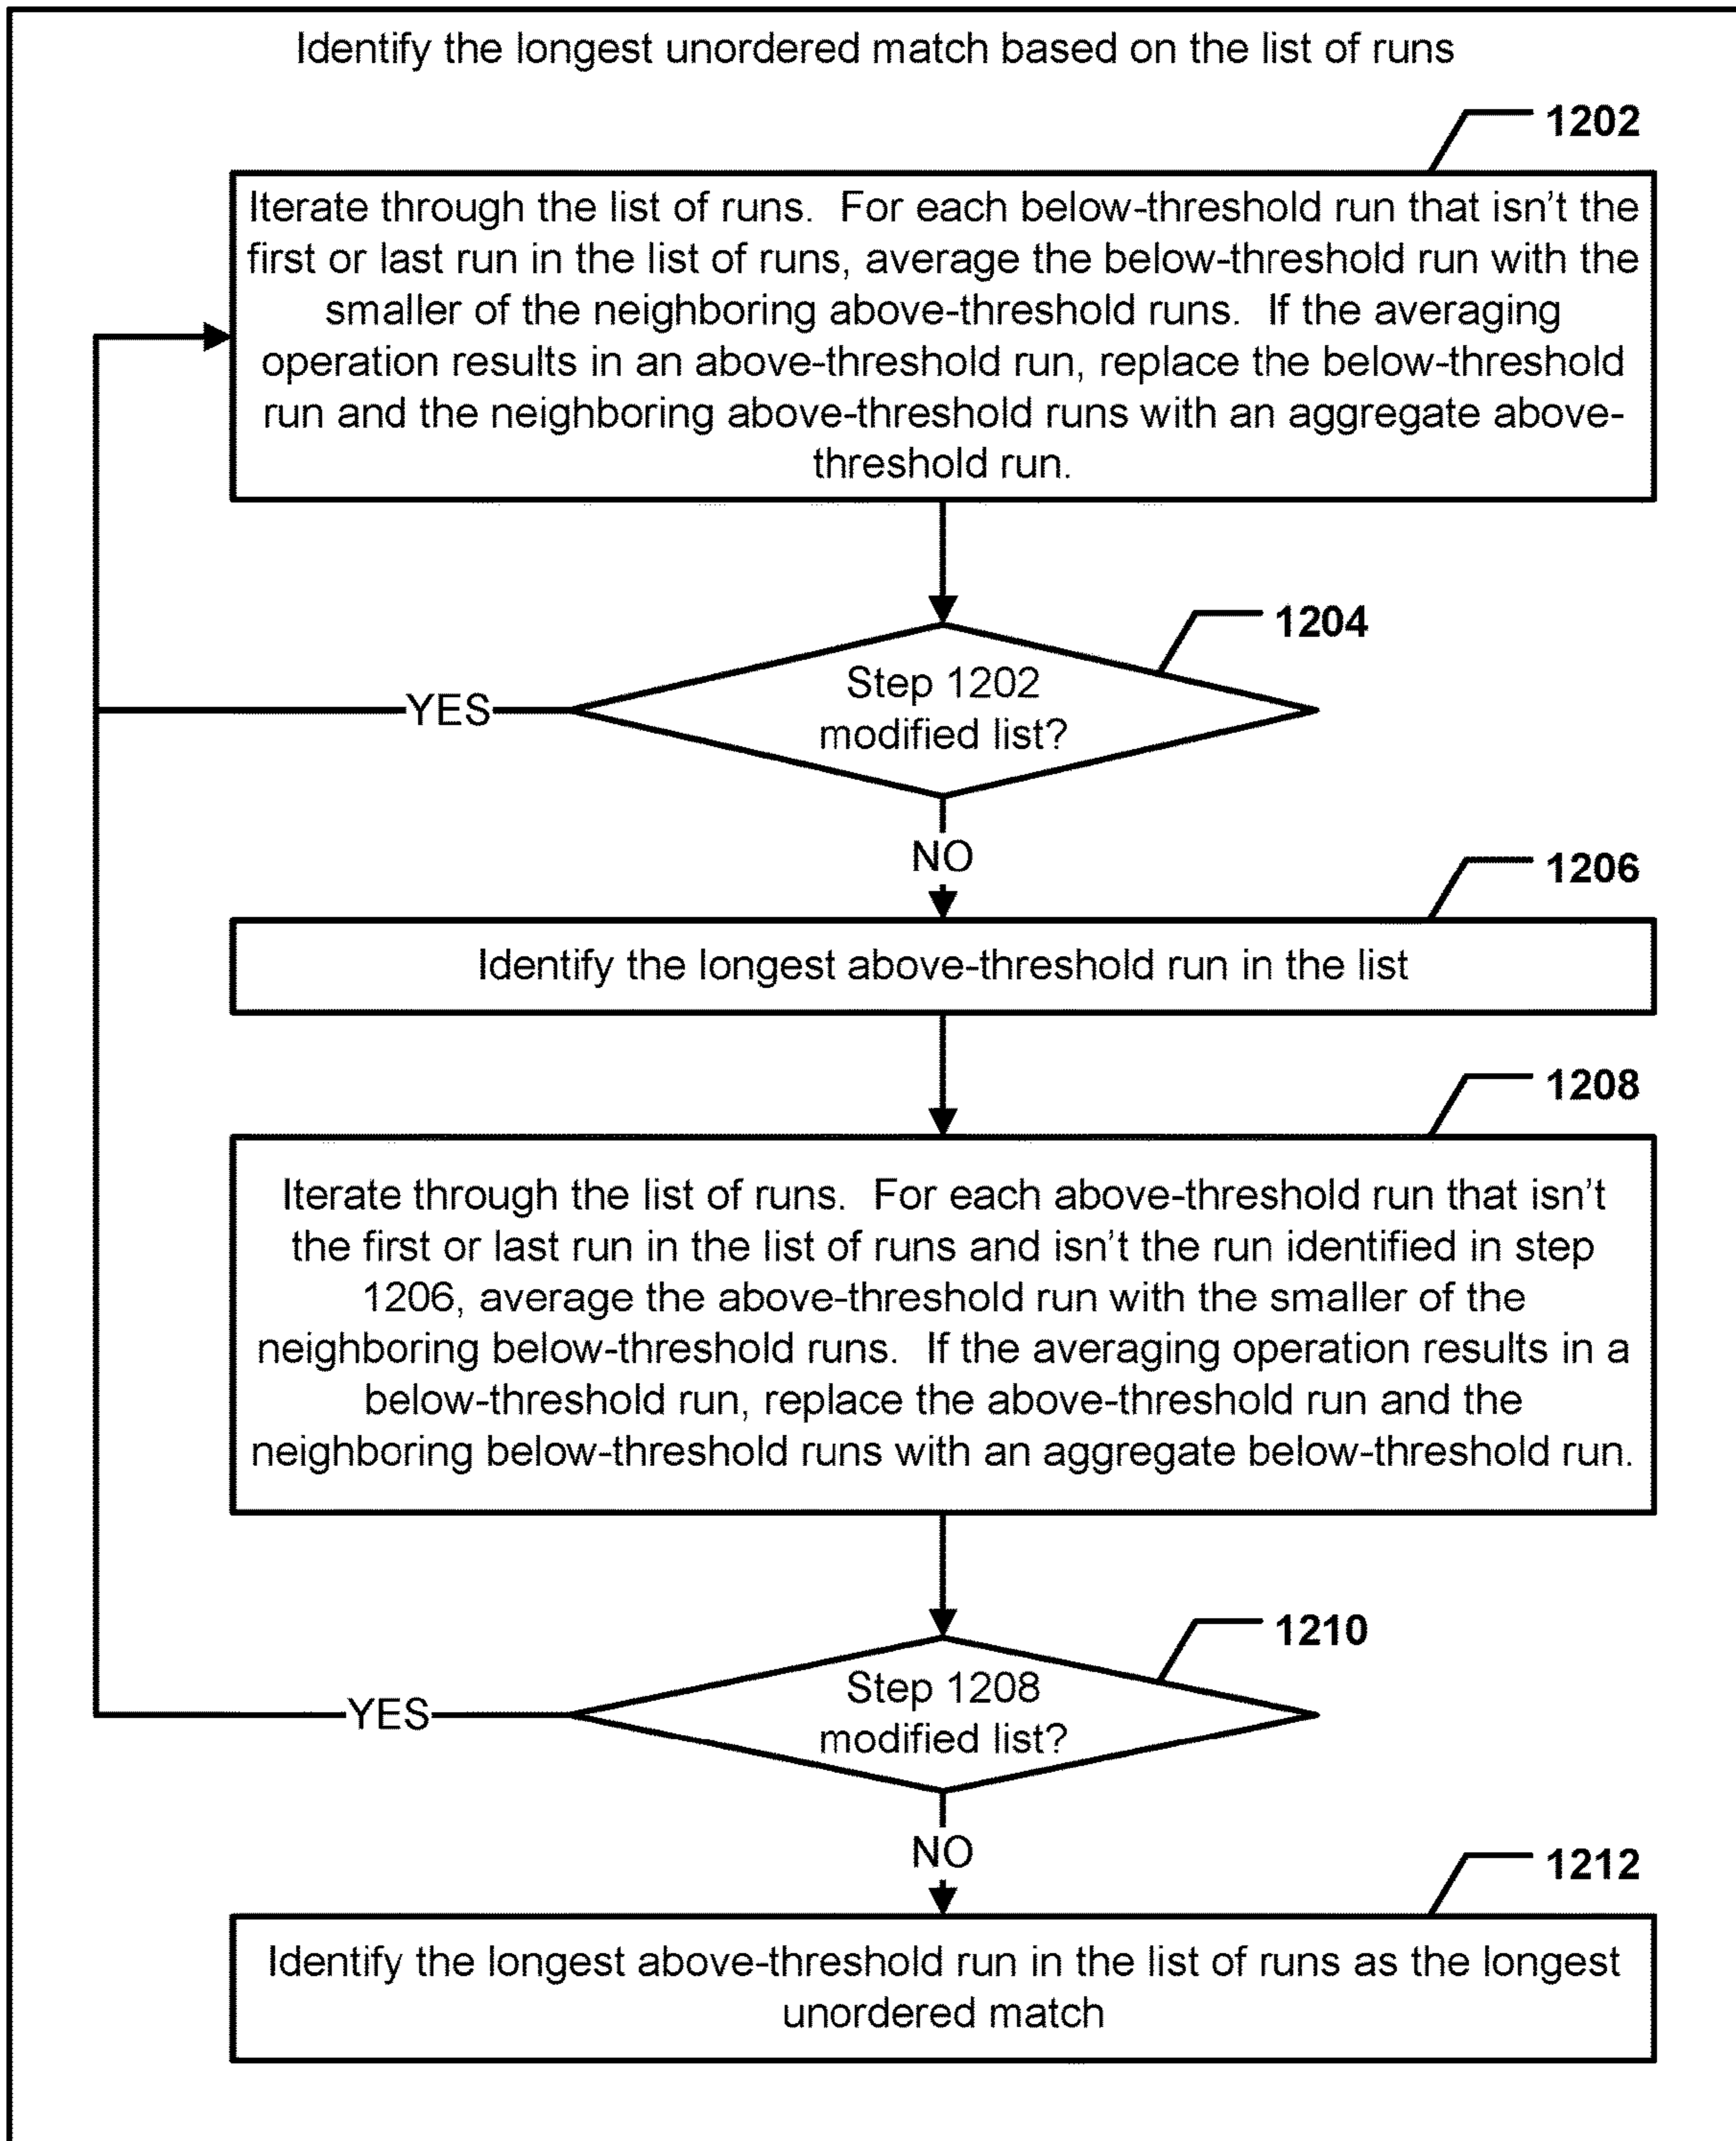 Identify the longest unordered match based on the list of runs
1202
Iterate through the list of runs.  For each below-threshold run that isn't the
first or last run in the list of runs, average the below-threshold run with the
smaller of the neighboring above-threshold runs.  If the averaging
operation results in an above-threshold run, replace the below-threshold
run and the neighboring above-threshold runs with an aggregate above-
threshold run.
1204
Step 1202
modified list?
YES
NO
1206
Identify the longest above-threshold run in the list
1208
Iterate through the list of runs.  For each above-threshold run that isn't
the first or last run in the list of runs and isn't the run identified in step
1206, average the above-threshold run with the smaller of the
neighboring below-threshold runs.  If the averaging operation results in a
below-threshold run, replace the above-threshold run and the
neighboring below-threshold runs with an aggregate below-threshold run.
1210
Step 1208
modified list?
YES
NO
1212
Identify the longest above-threshold run in the list of runs as the longest
unordered match